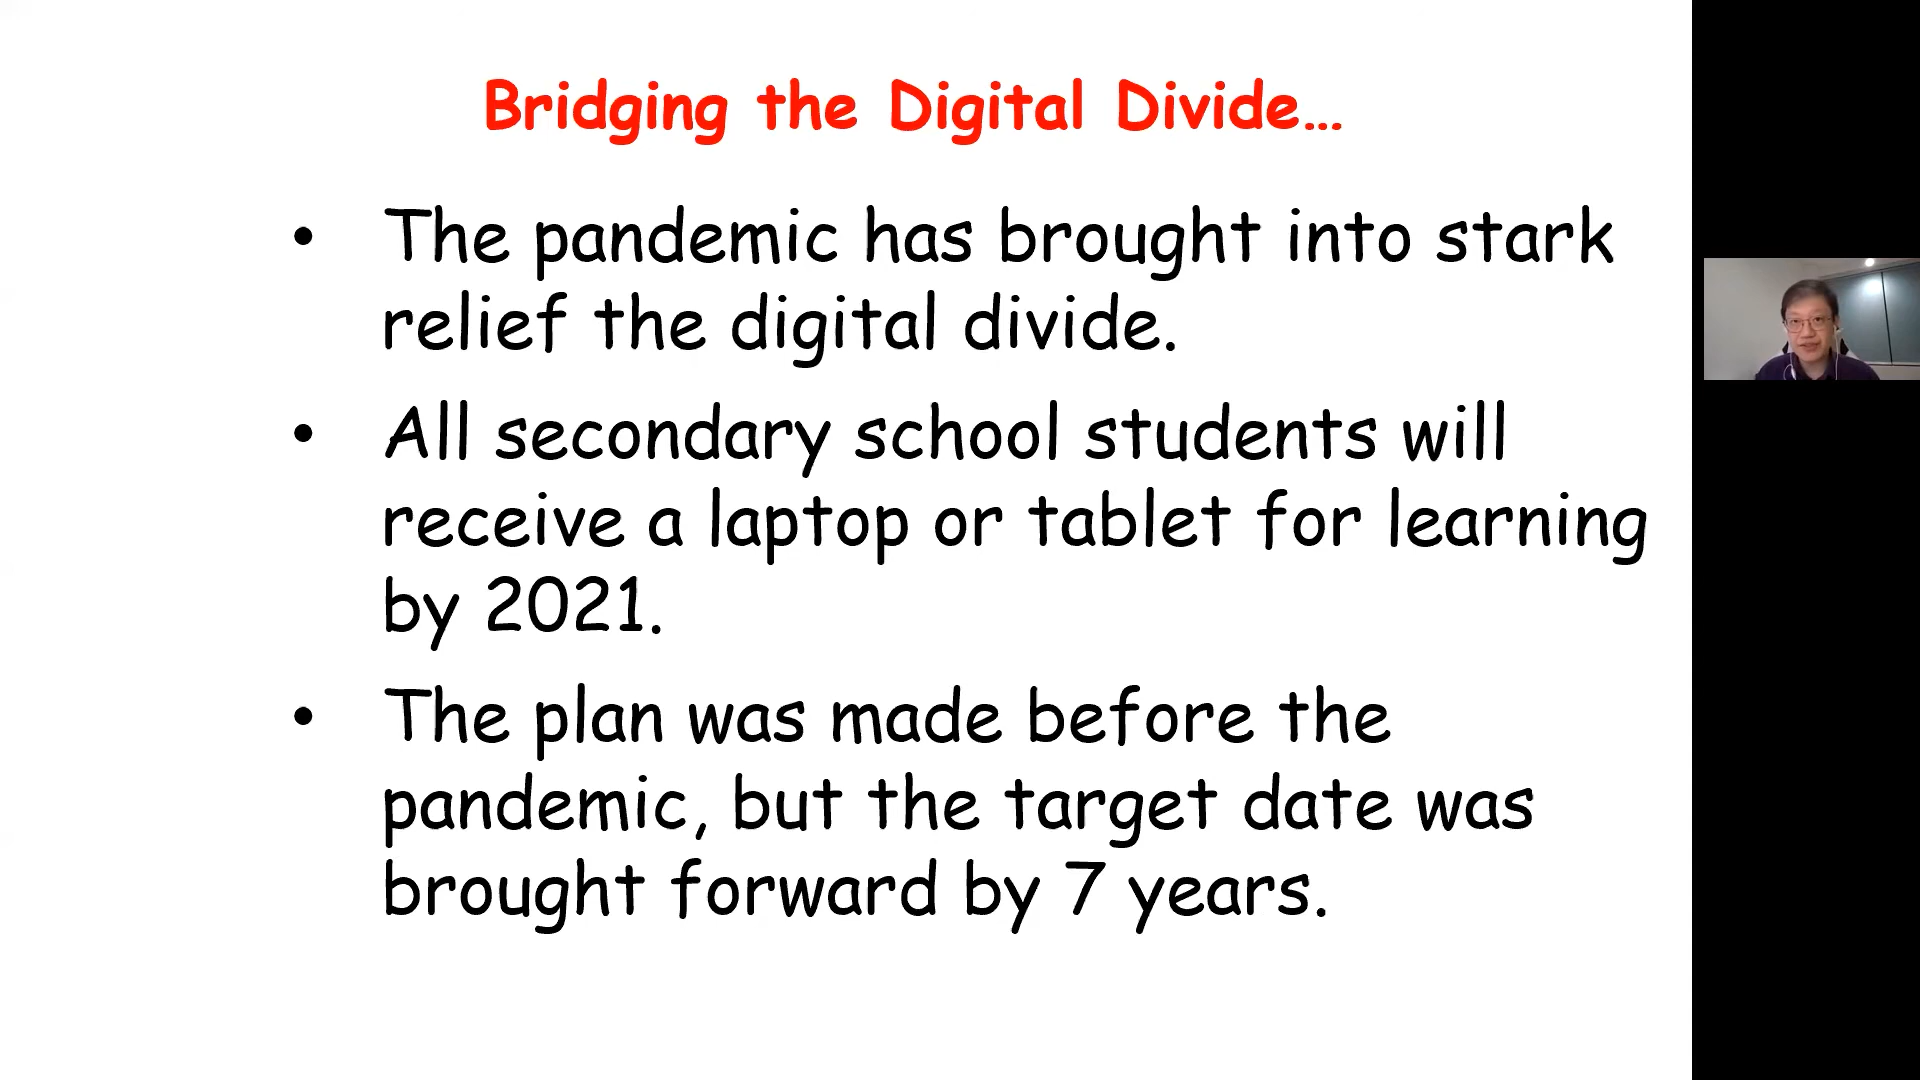 Bridging the Digital Divide...
• The pandemic has brought into stark
relief the digital divide.
• All secondary school students will
receive a laptop or tablet for learning
by 2021.
• The plan was made before the
pandemic, but the target date was
brought forward by 7 years.